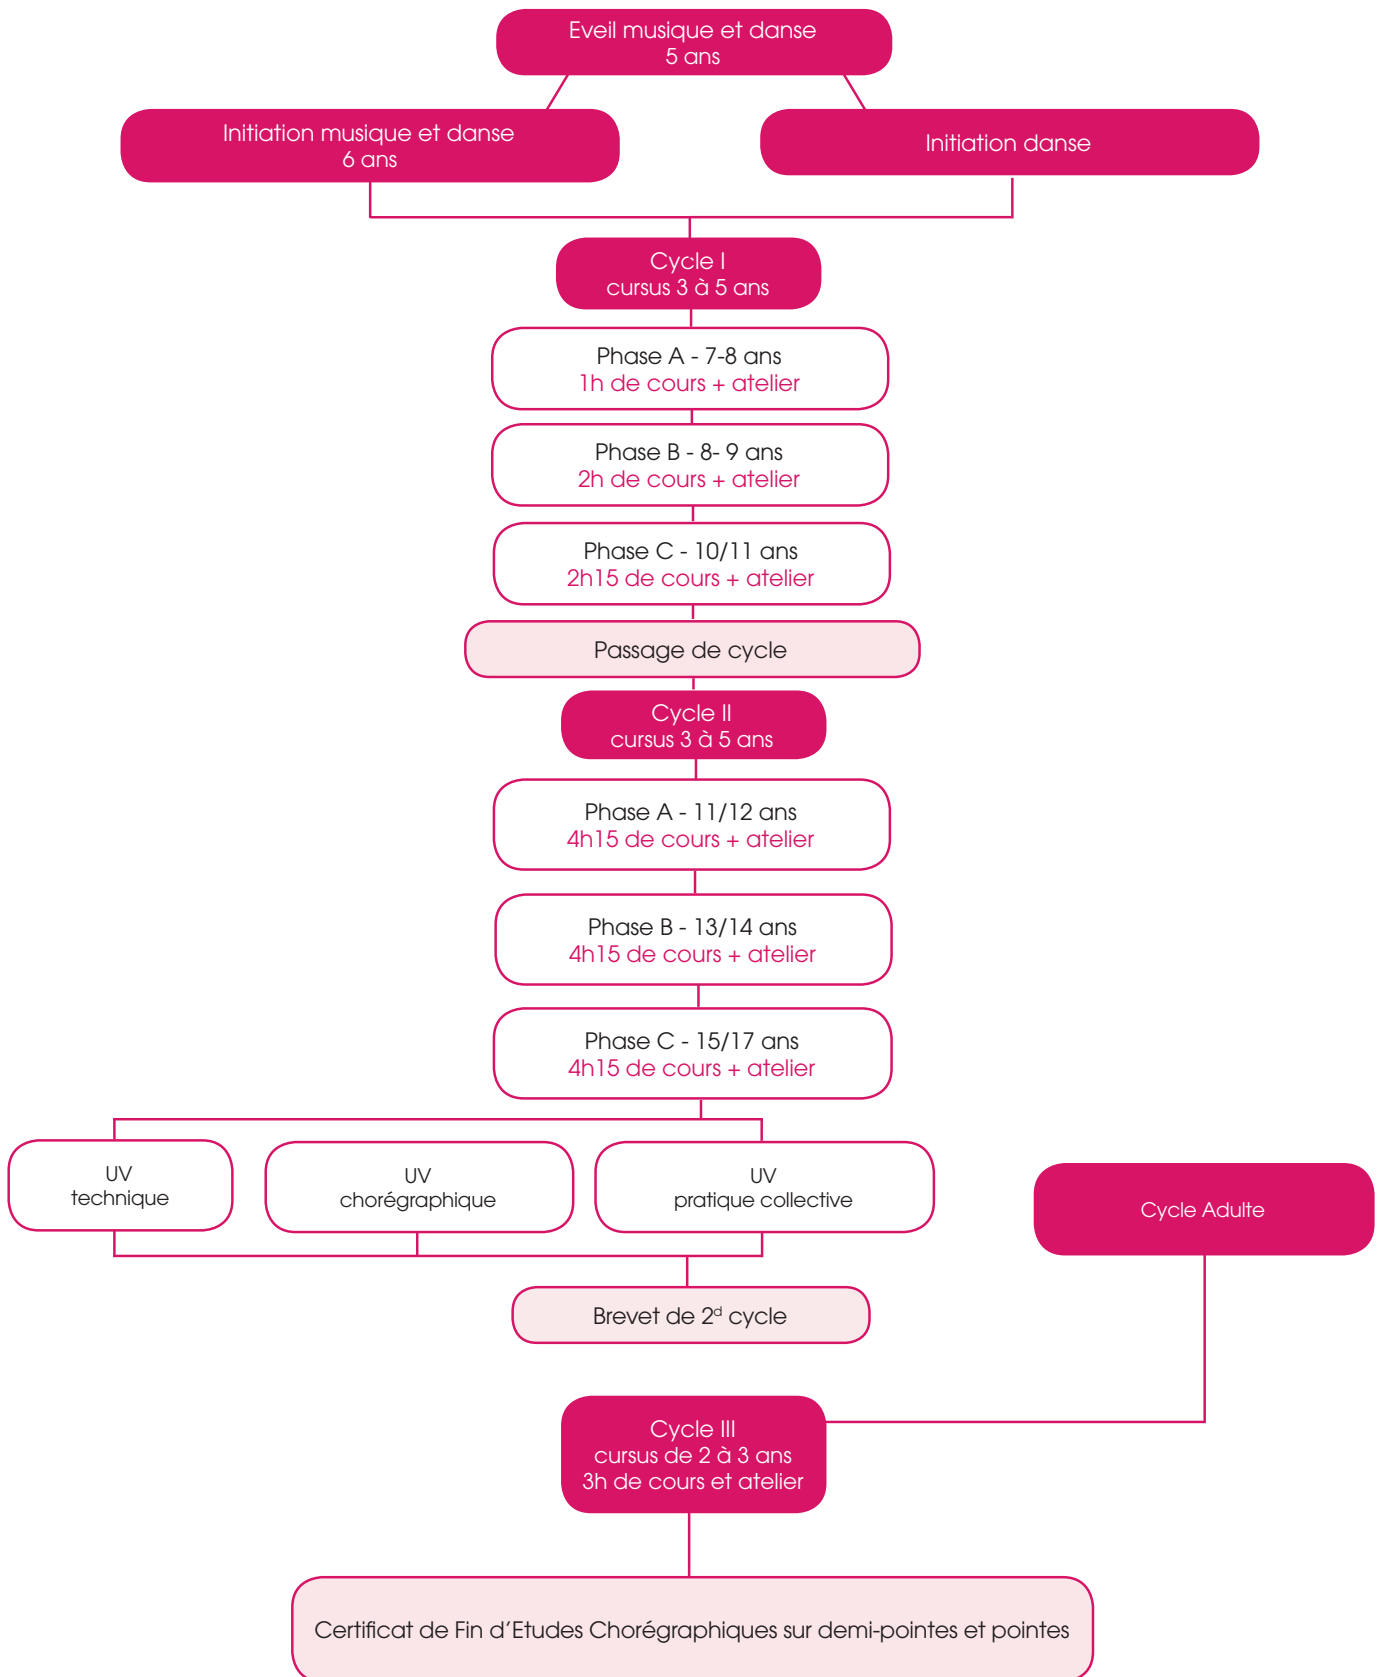 Eveil musique et danse
5 ans
Initiation musique et danse
6 ans
Initiation danse
Cycle I
cursus 3 à 5 ans
Phase A - 7-8 ans
1h de cours + atelier
Phase B - 8- 9 ans
2h de cours + atelier
Phase C - 10/11 ans
2h15 de cours + atelier
Passage de cycle
Cycle II
cursus 3 à 5 ans
Phase A - 11/12 ans
4h15 de cours + atelier
Phase B - 13/14 ans
4h15 de cours + atelier
Phase C - 15/17 ans
4h15 de cours + atelier
UV
technique
UV
chorégraphique
UV
pratique collective
Cycle Adulte
Brevet de 2ᵈ cycle
Cycle III
cursus de 2 à 3 ans
3h de cours et atelier
Certificat de Fin d'Etudes Chorégraphiques sur demi-pointes et pointes